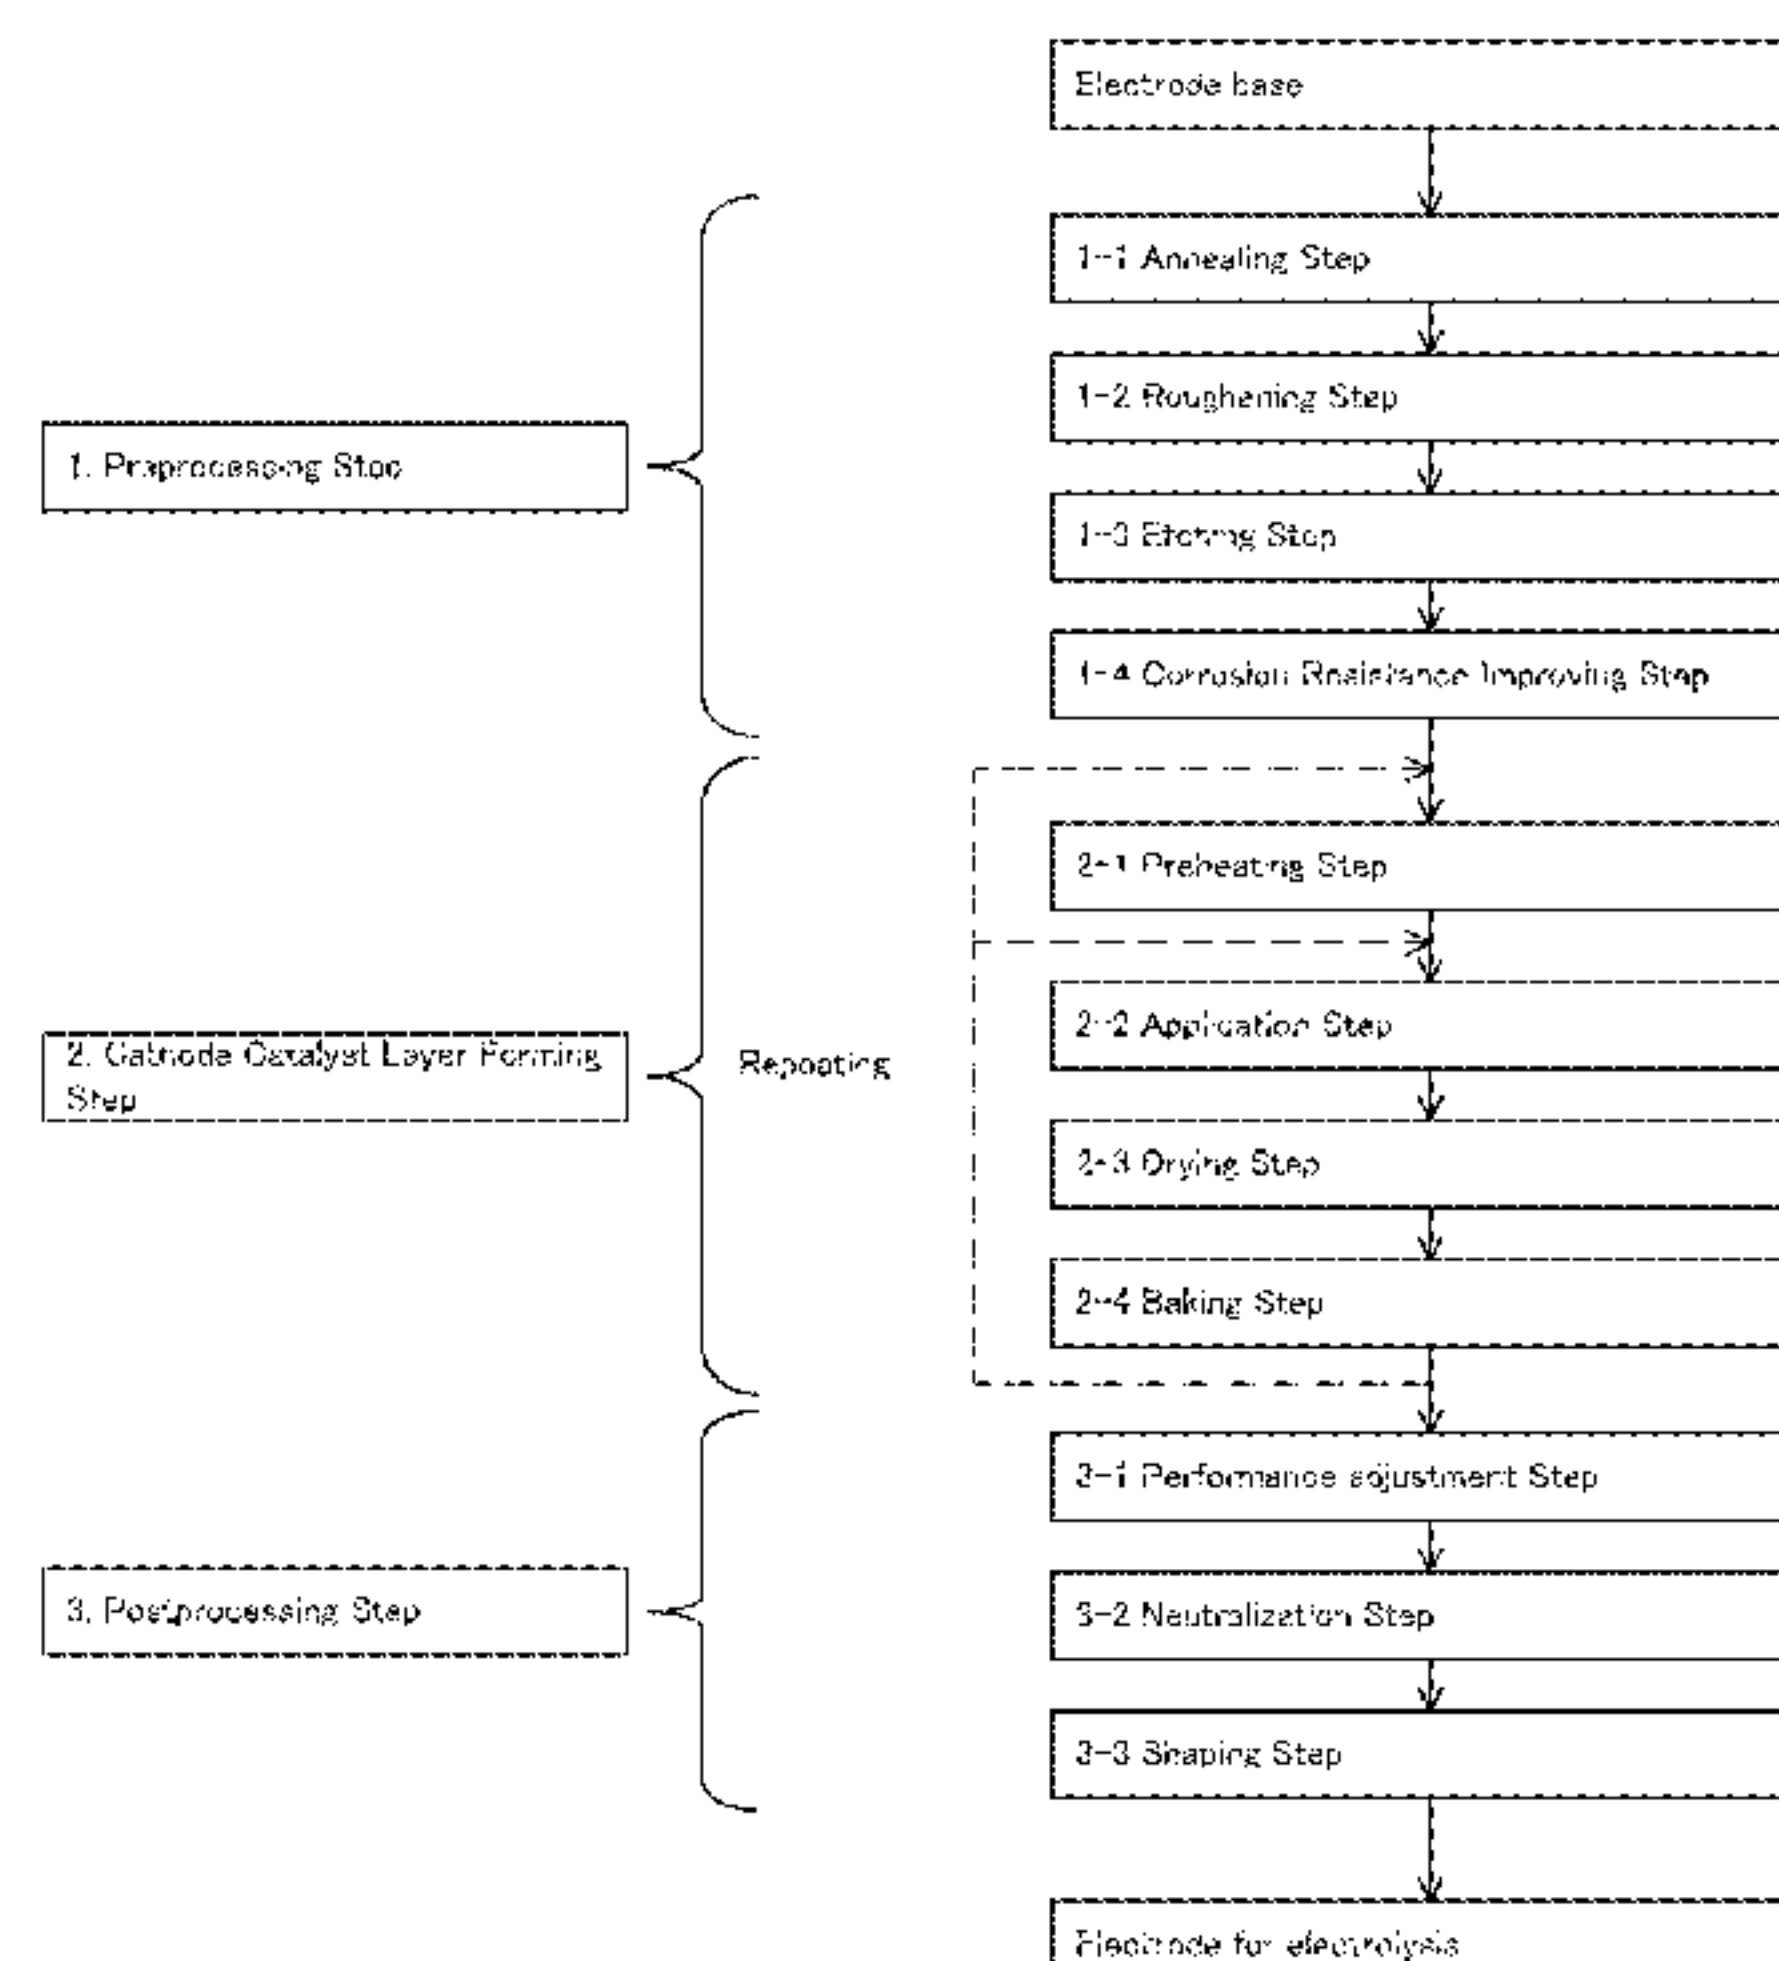 Electrode base
1-1 Annealing Step
1-2 Roughening Step
1. Preprocessing Step
1-3 Etching Step
1-4 Corrosion Resistance Improving Step
2-1 Preheating Step
2-2 Application Step
2. Cathode Catalyst Layer Forming
Step
Repeating
2-3 Drying Step
2-4 Baking Step
3-1 Performance adjustment Step
3. Postprocessing Step
3-2 Neutralization Step
3-3 Shaping Step
Electrode for electrolysis